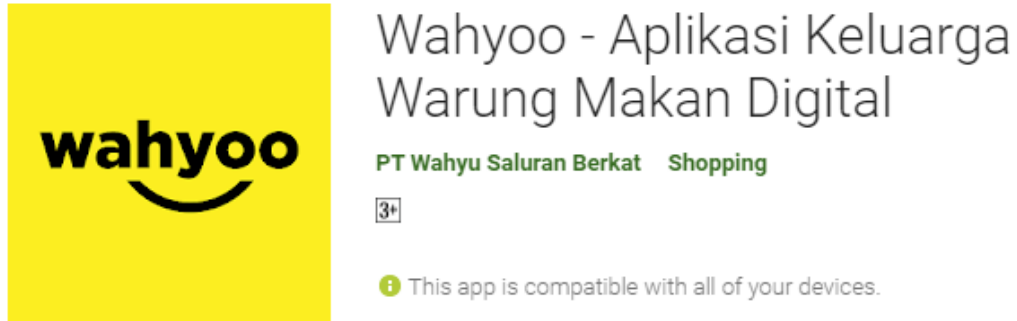 wahyoo
Wahyoo - Aplikasi Keluarga
Warung Makan Digital
PT Wahyu Saluran Berkat Shopping
3+
This app is compatible with all of your devices.